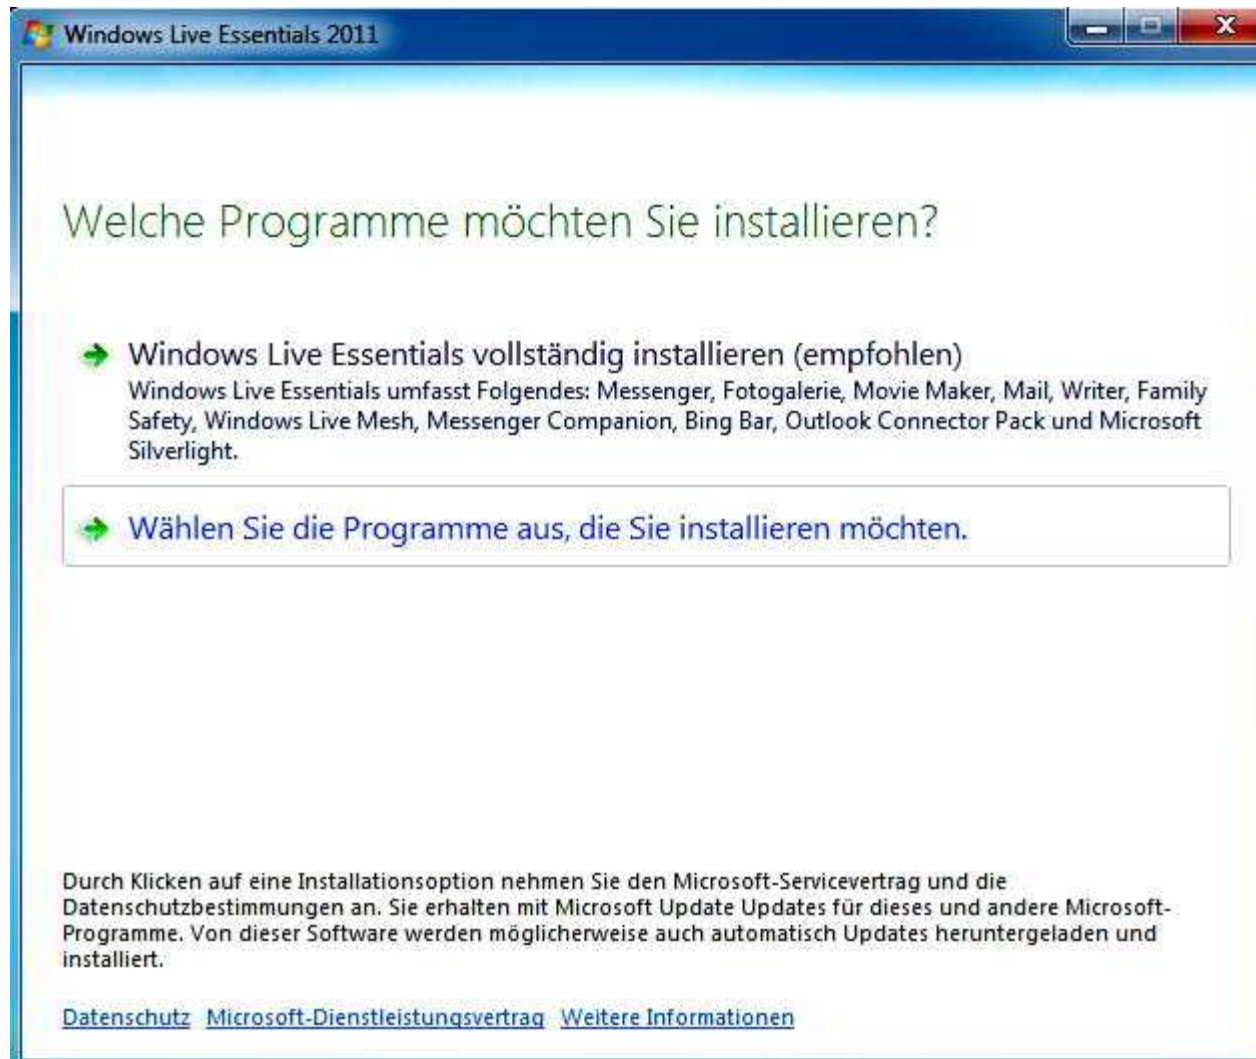 Windows Live Essentials 2011
Welche Programme möchten Sie installieren?
Windows Live Essentials vollständig installieren (empfohlen)
Windows Live Essentials umfasst Folgendes: Messenger, Fotogalerie, Movie Maker, Mail, Writer, Family
Safety, Windows Live Mesh, Messenger Companion, Bing Bar, Outlook Connector Pack und Microsoft
Silverlight.
Wählen Sie die Programme aus, die Sie installieren möchten.
Durch Klicken auf eine Installationsoption nehmen Sie den Microsoft-Servicevertrag und die
Datenschutzbestimmungen an. Sie erhalten mit Microsoft Update Updates für dieses und andere Microsoft-
Programme. Von dieser Software werden möglicherweise auch automatisch Updates heruntergeladen und
installiert.
Datenschutz Microsoft-Dienstleistungsvertrag Weitere Informationen